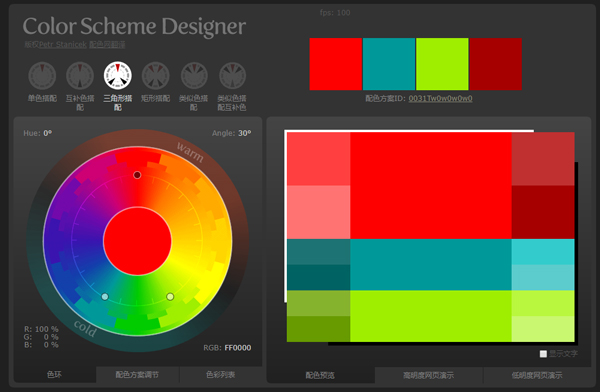 fps: 100
Color Scheme Designer
版权Petr Stanicek 配色网翻译
单色搭配
互补色搭配
三角形搭配
矩形搭配
类似色搭配
类似色搭配互补色
配色方案ID: 0031Tw0w0w0w0
Hue: 0°
Angle: 30°
warm
cold
R: 100 %
G: 0 %
B: 0 %
RGB: FF0000
显示文字
色环
配色方案调节
色彩列表
配色预览
高明度网页演示
低明度网页演示